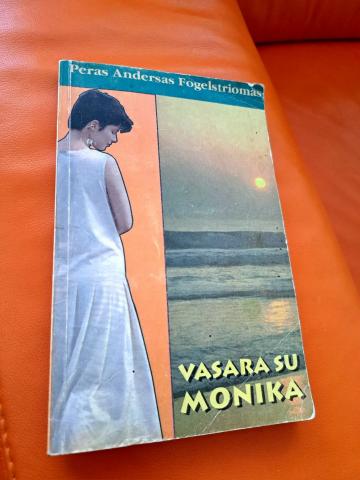 Peras Andersas Fogelstriomas
VASARA SU
MONIKA